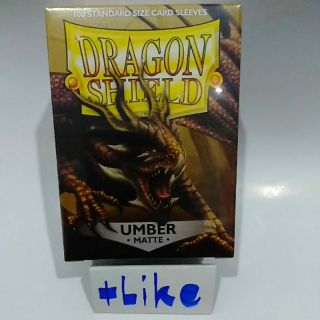 100 STANDARD SIZE CARD SLEEVES
DRAGON
SHIELD
UMBER
• MATTE •
+Like